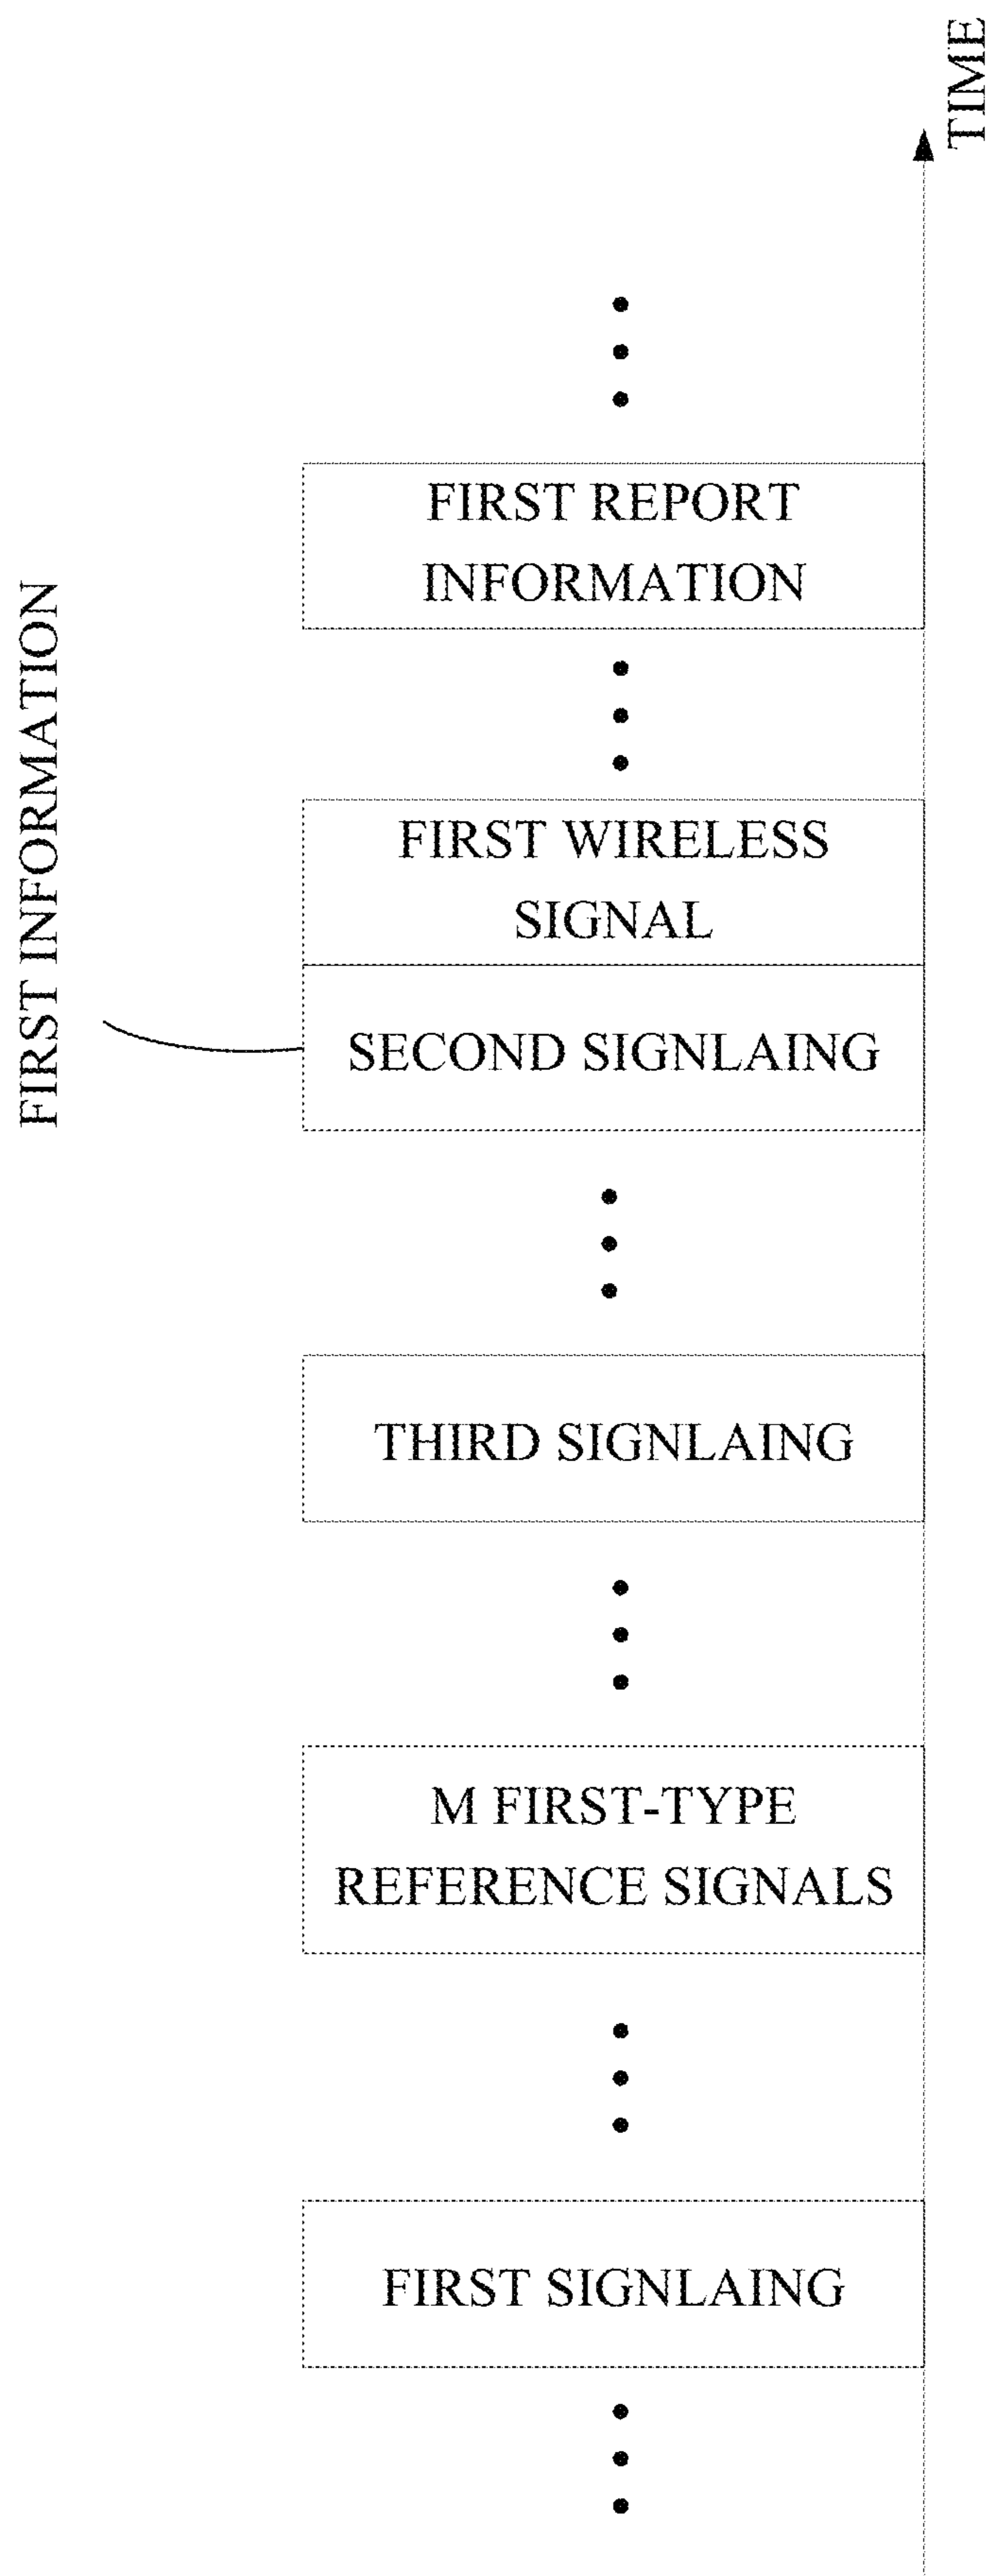 TIME
FIRST REPORT
INFORMATION
FIRST INFORMATION
FIRST WIRELESS
SIGNAL
SECOND SIGNLAING
THIRD SIGNLAING
M FIRST-TYPE
REFERENCE SIGNALS
FIRST SIGNLAING